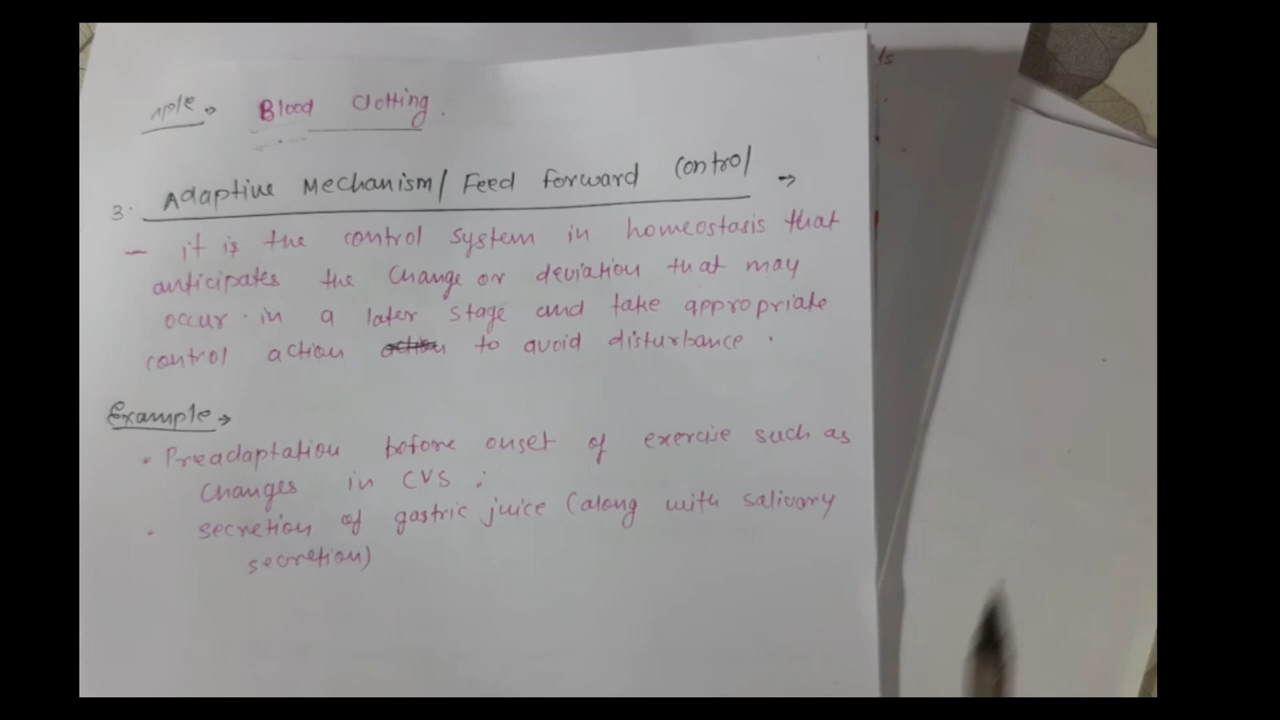 mple → Blood Clotting.
3. Adaptive Mechanism / Feed forward Control →
- it is the control system in homeostasis that
anticipates the change or deviation that may
occur in a later stage and take appropriate
control action to avoid disturbance.
Example →
• Preadaptation before onset of exercise such as
changes in CVS ;
• secretion of gastric juice (along with salivary
secretion)